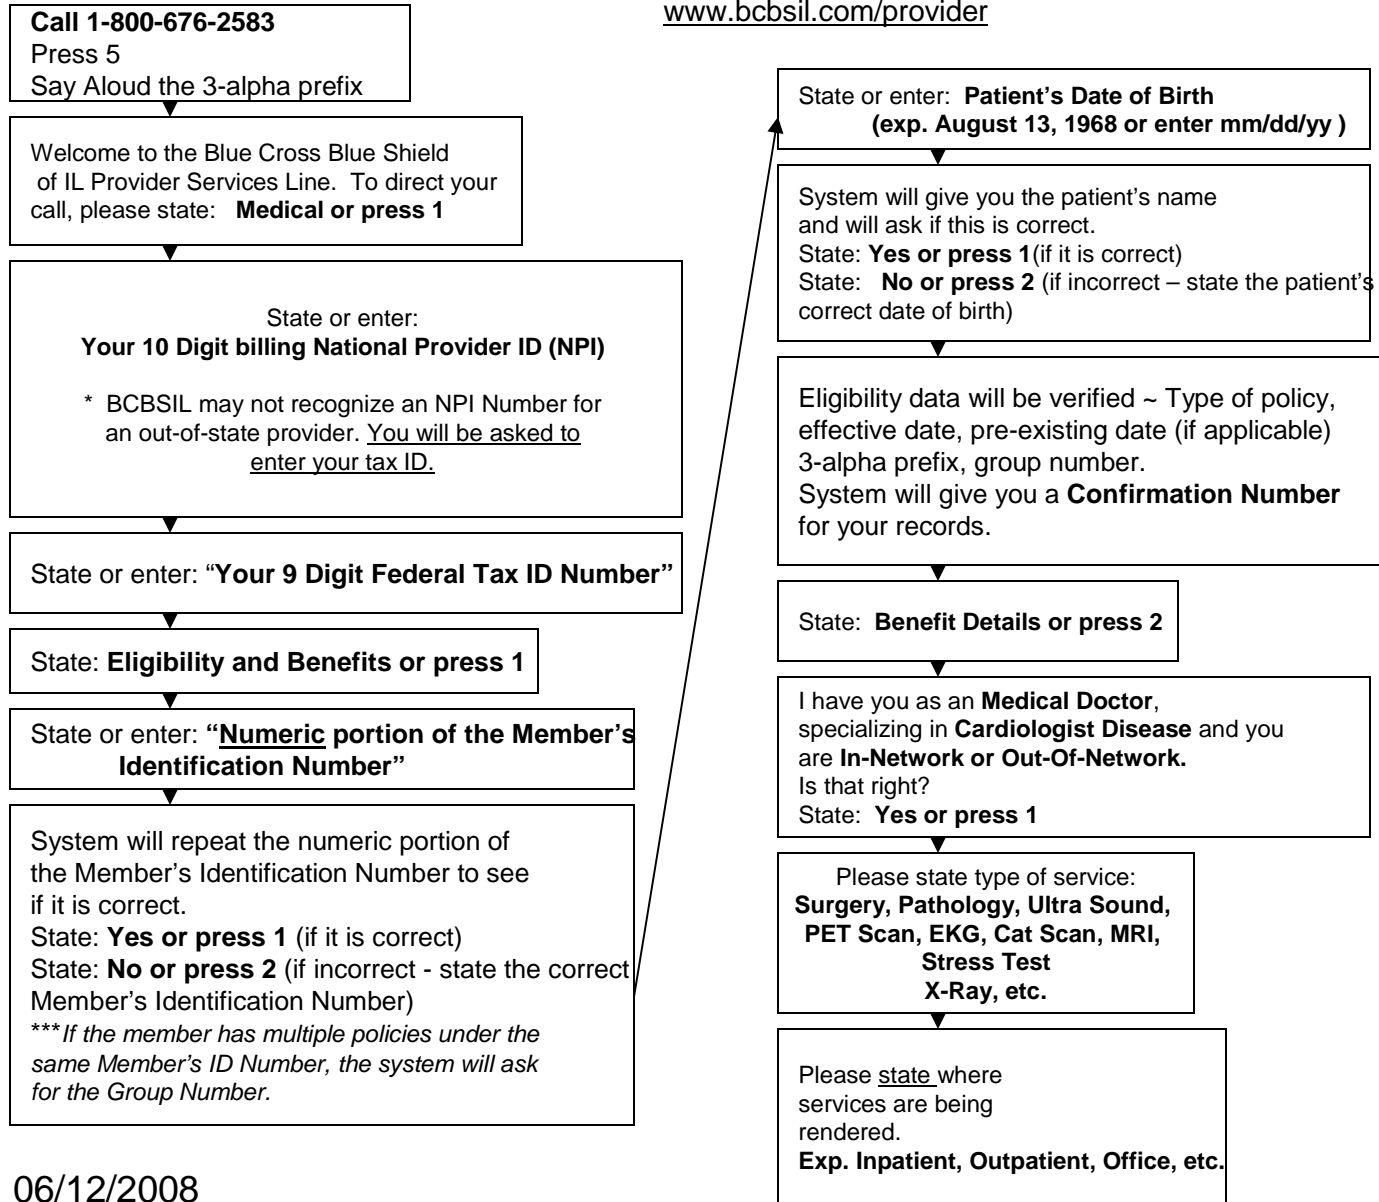 www.bcbsil.com/provider
Call 1-800-676-2583
Press 5
Say Aloud the 3-alpha prefix
Welcome to the Blue Cross Blue Shield
of IL Provider Services Line.  To direct your
call, please state:   Medical or press 1
State or enter:
Your 10 Digit billing National Provider ID (NPI)
*  BCBSIL may not recognize an NPI Number for
an out-of-state provider. You will be asked to
enter your tax ID.
State or enter: “Your 9 Digit Federal Tax ID Number”
State: Eligibility and Benefits or press 1
State or enter: “Numeric portion of the Member’s
Identification Number”
System will repeat the numeric portion of
the Member’s Identification Number to see
if it is correct.
State: Yes or press 1 (if it is correct)
State: No or press 2 (if incorrect - state the correct
Member’s Identification Number)
***If the member has multiple policies under the
same Member’s ID Number, the system will ask
for the Group Number.
State or enter:  Patient’s Date of Birth
(exp. August 13, 1968 or enter mm/dd/yy )
System will give you the patient’s name
and will ask if this is correct.
State: Yes or press 1(if it is correct)
State:   No or press 2 (if incorrect – state the patient’s
correct date of birth)
Eligibility data will be verified ~ Type of policy,
effective date, pre-existing date (if applicable)
3-alpha prefix, group number.
System will give you a Confirmation Number
for your records.
State:  Benefit Details or press 2
I have you as an Medical Doctor,
specializing in Cardiologist Disease and you
are In-Network or Out-Of-Network.
Is that right?
State:  Yes or press 1
Please state type of service:
Surgery, Pathology, Ultra Sound,
PET Scan, EKG, Cat Scan, MRI,
Stress Test
X-Ray, etc.
Please state where
services are being
rendered.
Exp. Inpatient, Outpatient, Office, etc.
06/12/2008